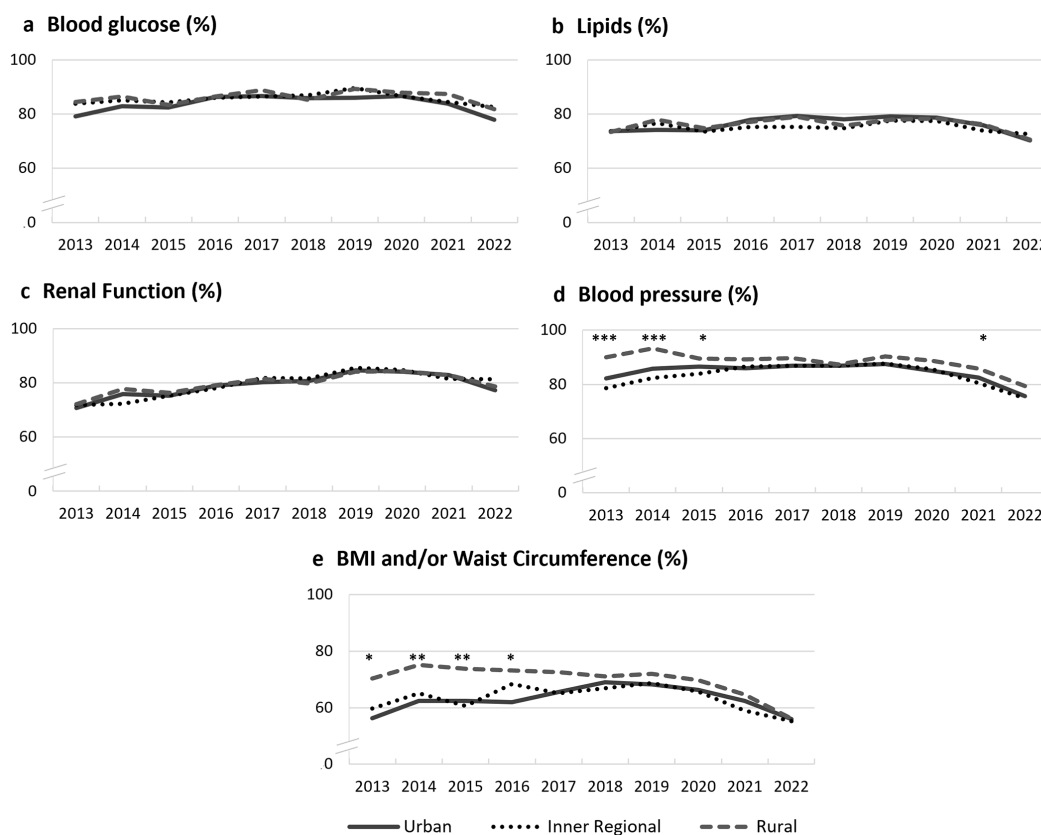 a Blood glucose (%)
100
80
60
.0
2013 2014 2015 2016 2017 2018 2019 2020 2021 2022
b Lipids (%)
100
80
60
.0
2013 2014 2015 2016 2017 2018 2019 2020 2021 2022
c Renal Function (%)
100
80
60
0
2013 2014 2015 2016 2017 2018 2019 2020 2021 2022
d Blood pressure (%)
*** *** * *
100
80
60
0
2013 2014 2015 2016 2017 2018 2019 2020 2021 2022
e BMI and/or Waist Circumference (%)
100
* ** ** *
80
60
.0
2013 2014 2015 2016 2017 2018 2019 2020 2021 2022
Urban Inner Regional Rural